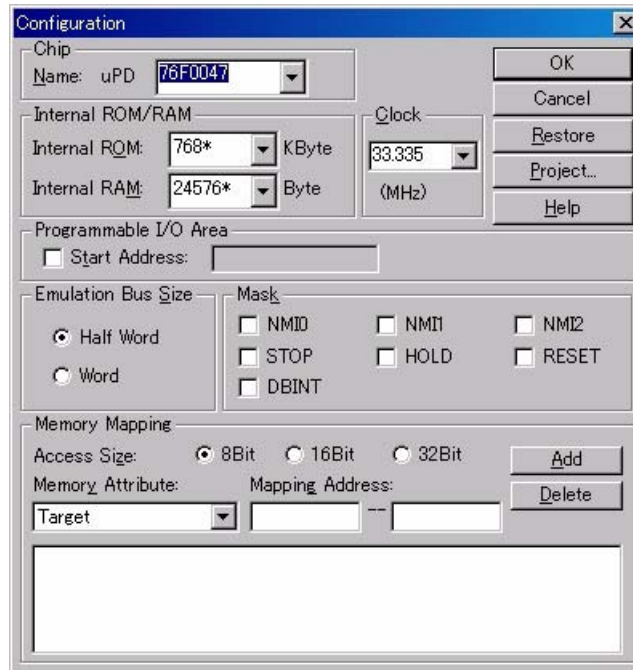 Configuration
Chip
Name: uPD 76F0047
OK
Cancel
Restore
Project...
Help
Internal ROM/RAM
Internal ROM: 768* KByte
Internal RAM: 24576* Byte
Clock
33.335
(MHz)
Programmable I/O Area
Start Address:
Emulation Bus Size
Half Word
Word
Mask
NMI0 NMI1 NMI2
STOP HOLD RESET
DBINT
Memory Mapping
Access Size: 8Bit 16Bit 32Bit
Add
Memory Attribute: Mapping Address:
Delete
Target --